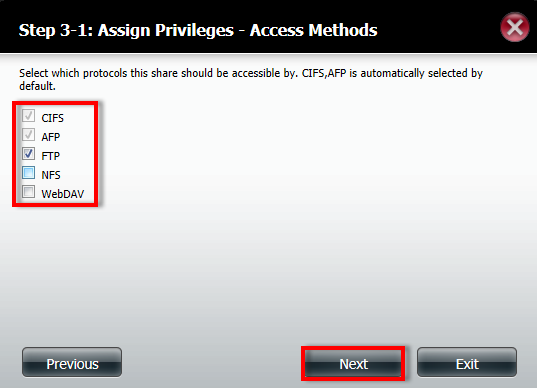 Step 3-1: Assign Privileges - Access Methods
Select which protocols this share should be accessible by. CIFS,AFP is automatically selected by
default.
CIFS
AFP
FTP
NFS
WebDAV
Previous
Next
Exit